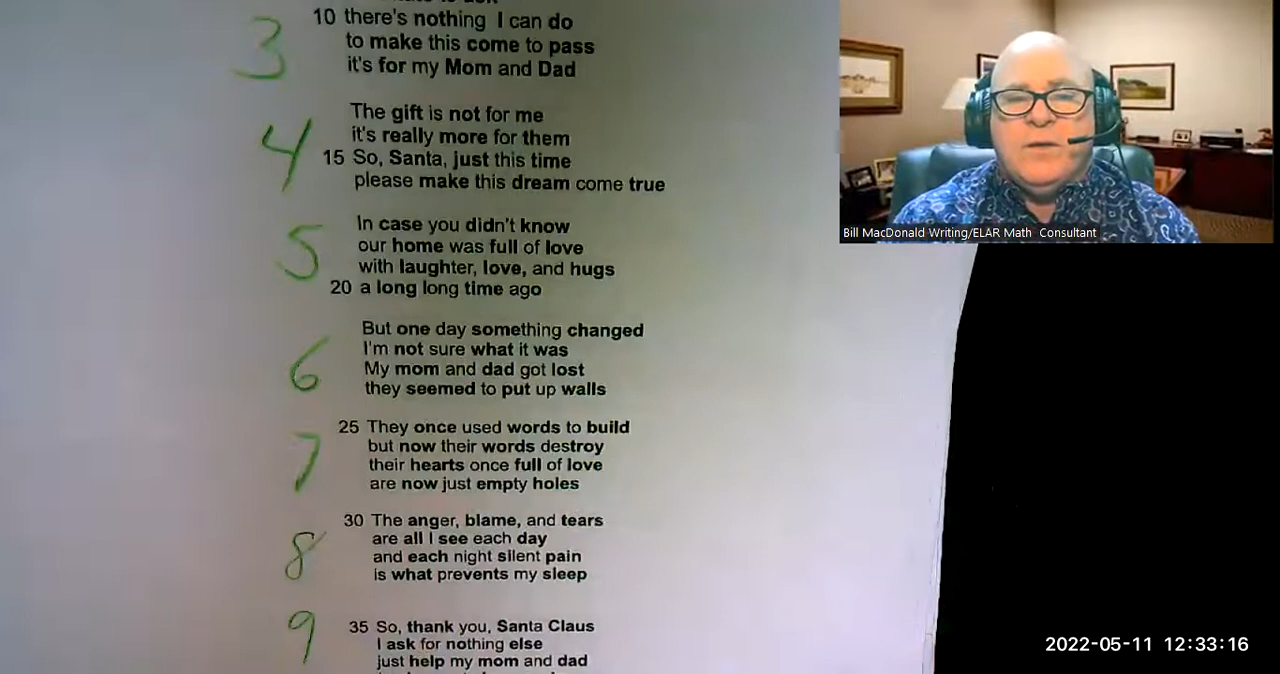 10 there's nothing I can do
3
to make this come to pass
it's for my Mom and Dad
The gift is not for me
4
it's really more for them
15 So, Santa, just this time
please make this dream come true
In case you didn't know
5
our home was full of love
with laughter, love, and hugs
20 a long long time ago
But one day something changed
6
I'm not sure what it was
My mom and dad got lost
they seemed to put up walls
25 They once used words to build
7
but now their words destroy
their hearts once full of love
are now just empty holes
30 The anger, blame, and tears
8
are all I see each day
and each night silent pain
is what prevents my sleep
9
35 So, thank you, Santa Claus
I ask for nothing else
just help my mom and dad
Bill MacDonald Writing/ELAR Math Consultant
2022-05-11 12:33:16